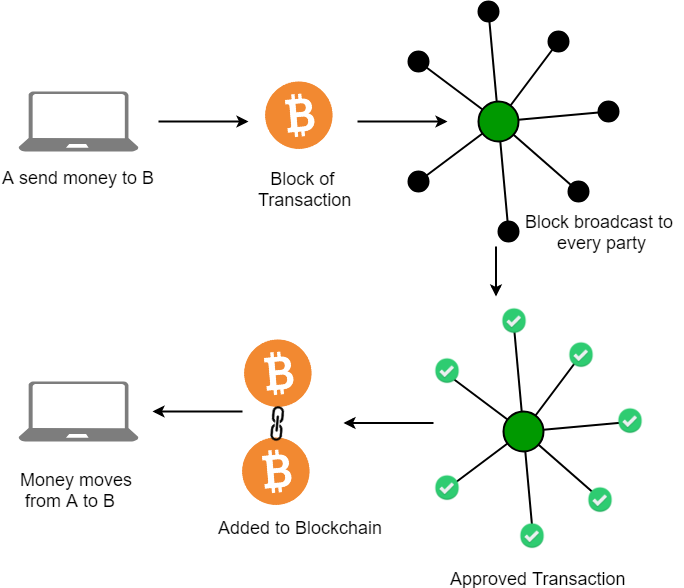 A send money to B
Block of
Transaction
Block broadcast to
every party
Money moves
from A to B
Added to Blockchain
Approved Transaction